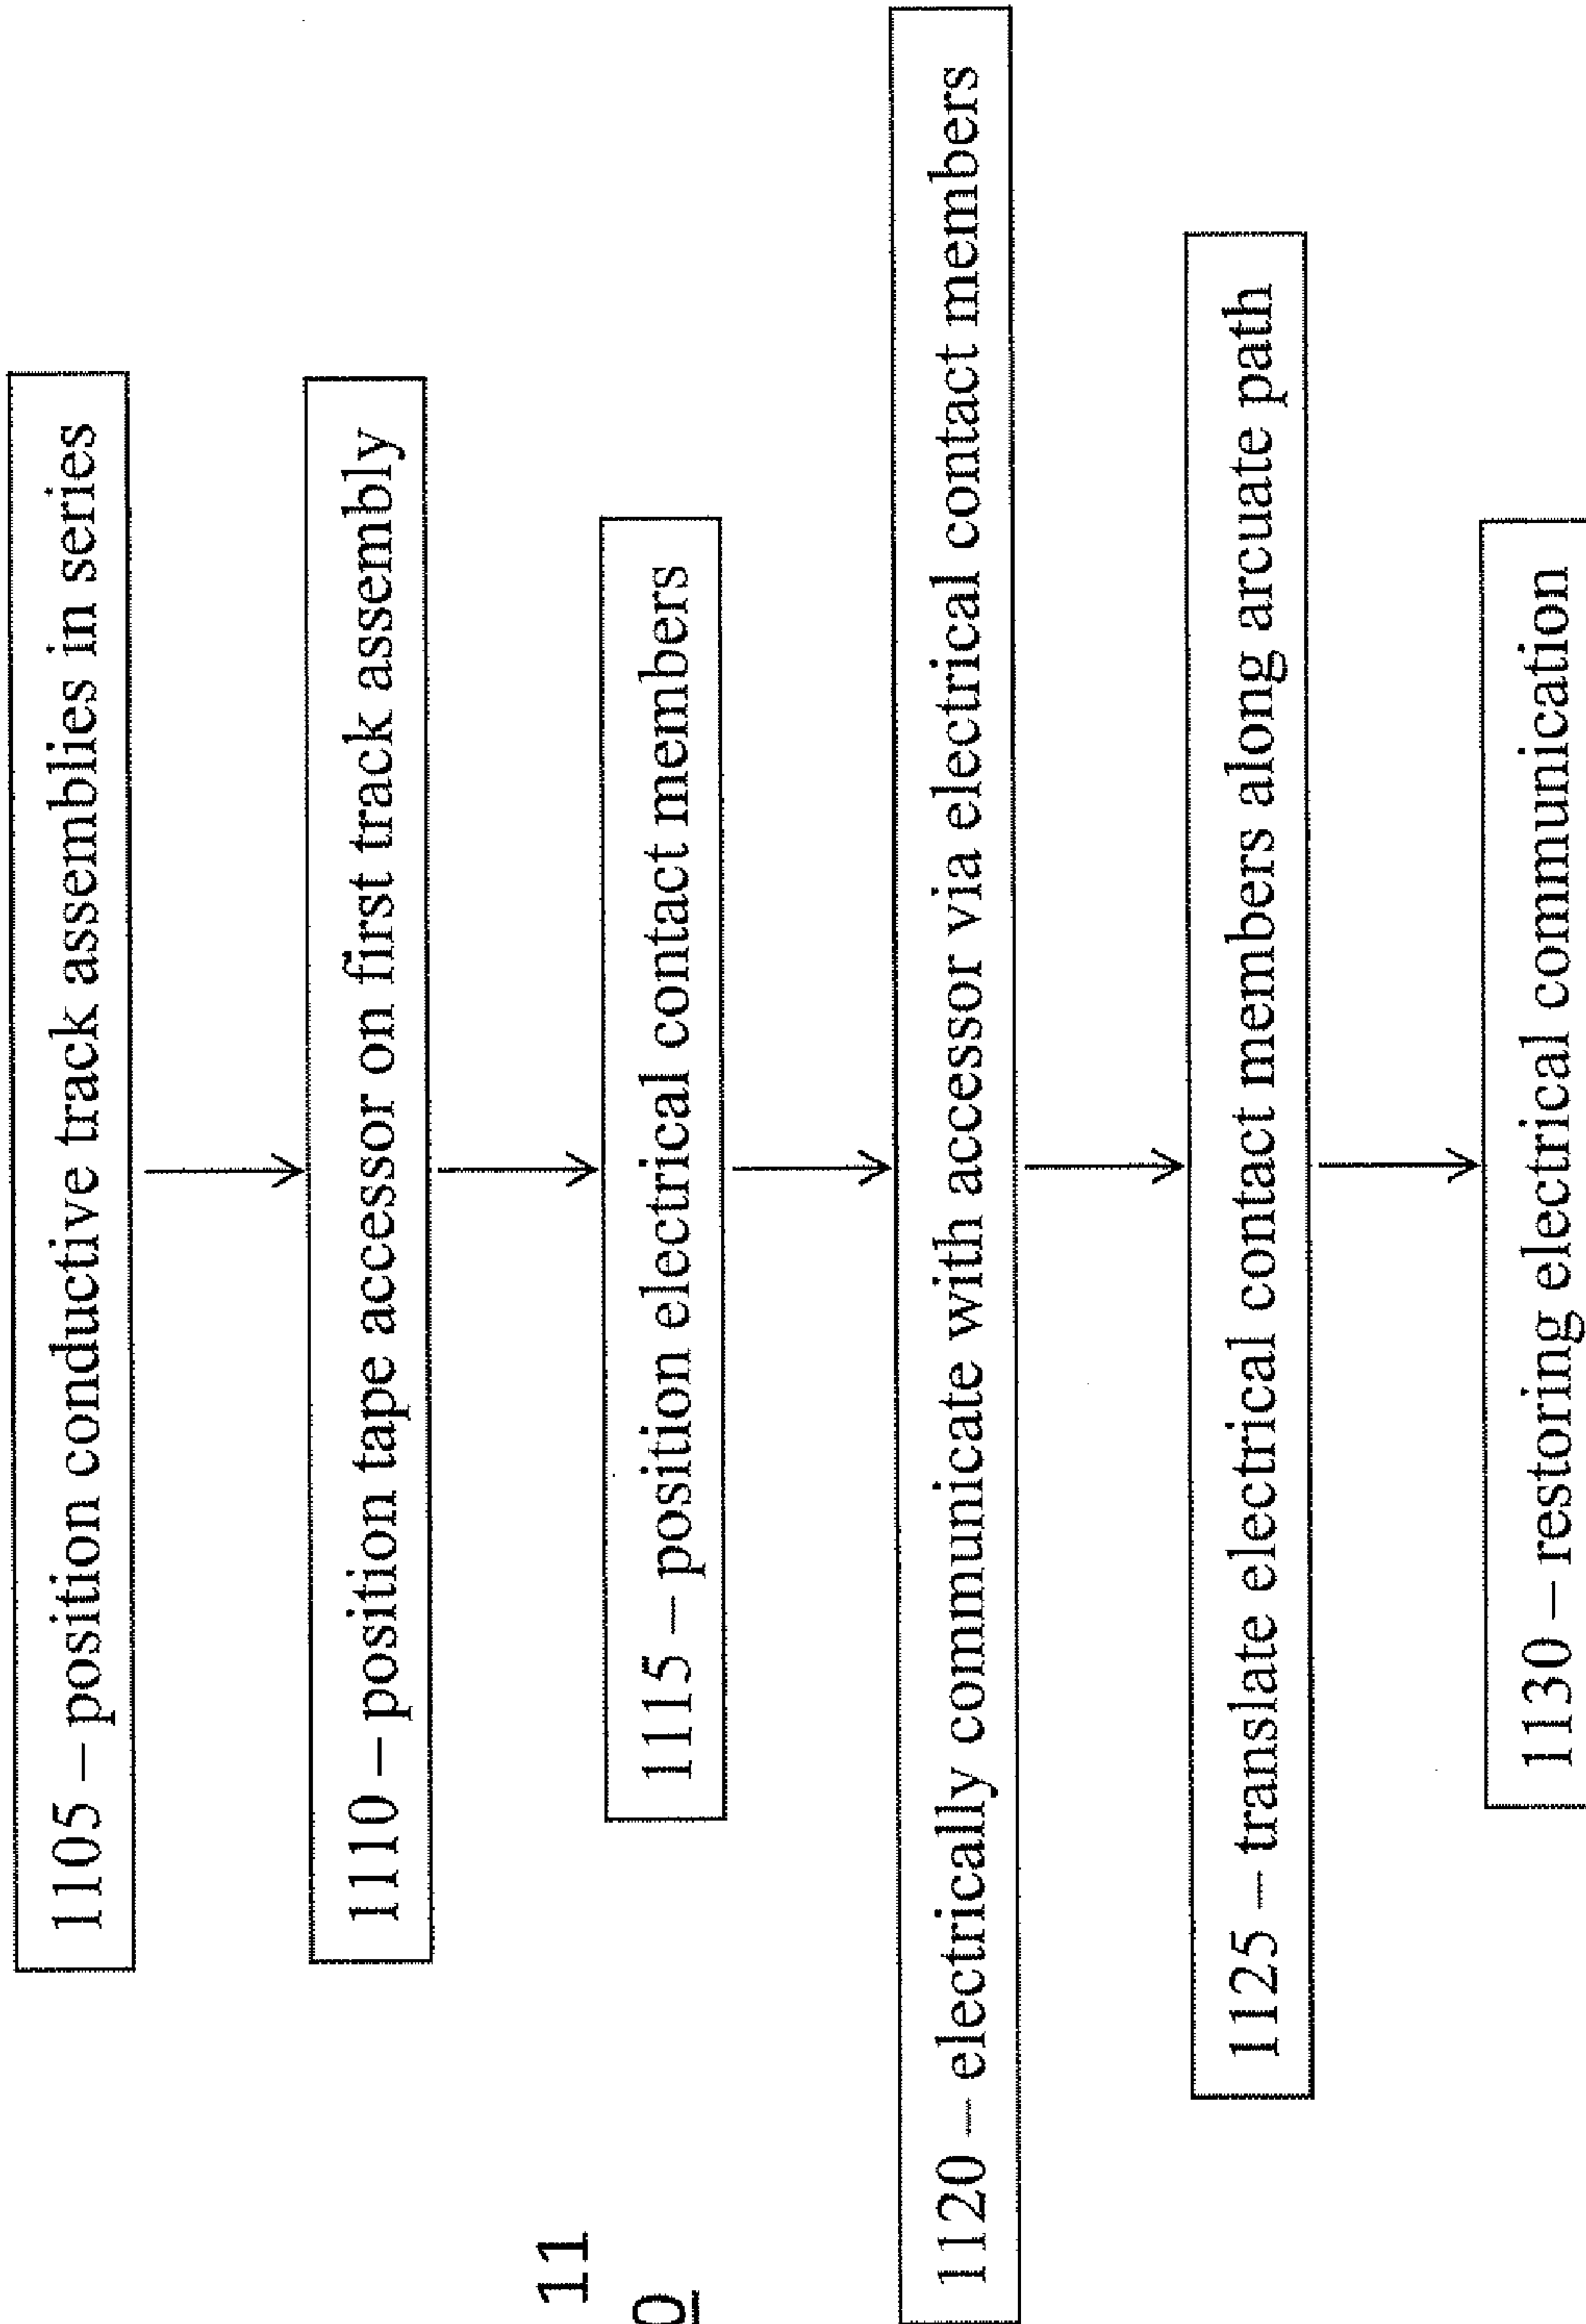 1105 – position conductive track assemblies in series
1110 – position tape accessor on first track assembly
1115 – position electrical contact members
11
0
1120 – electrically communicate with accessor via electrical contact members
1125 – translate electrical contact members along arcuate path
1130 – restoring electrical communication